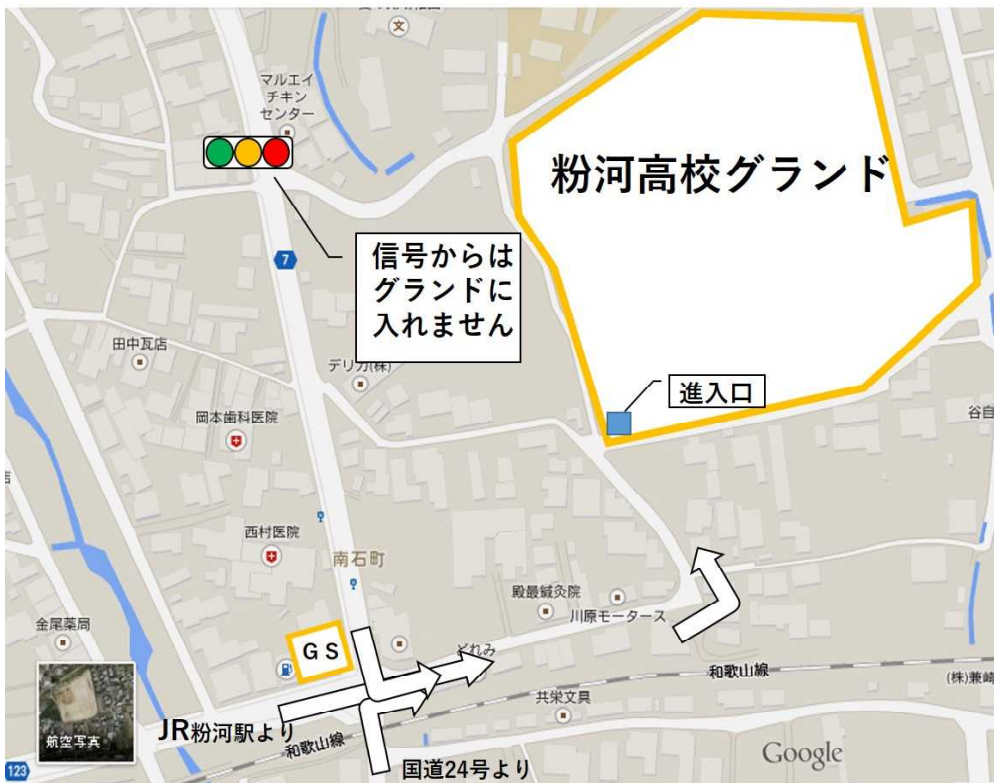 文
マルエイ
チキン
センター
粉河高校グランド
信号からは
グランドに
入れません
7
田中瓦店
デリカ(株)
進入口
岡本歯科医院
谷自
西村医院
南石町
殿最鍼灸院
川原モータース
金尾薬局
GS
どれみ
和歌山線
(株)兼崎
共栄文具
JR粉河駅より
和歌山線
航空写真
Google
123
国道24号より